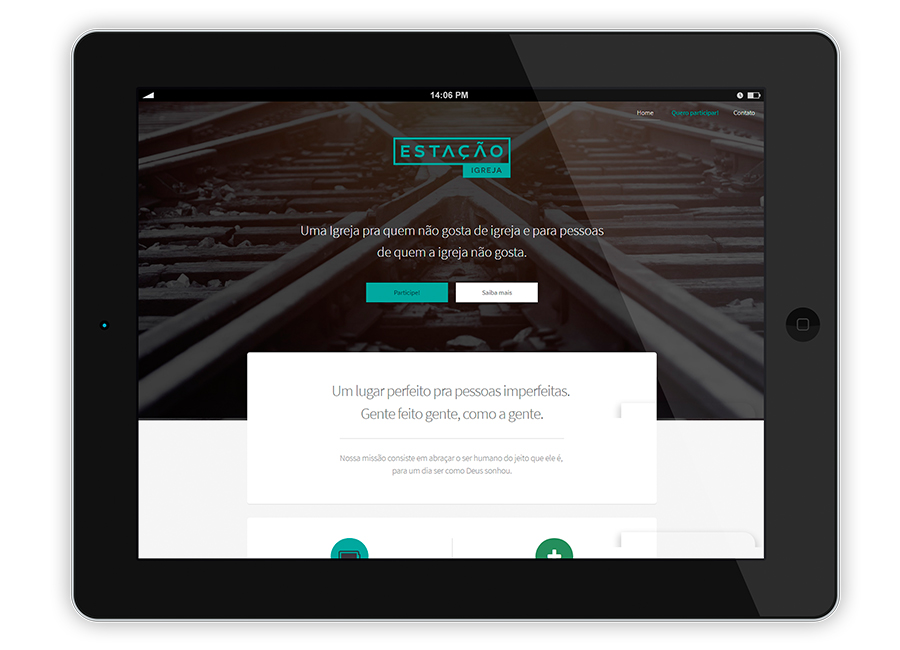 14:06 PM
Home Quero participar! Contato
ESTAÇÃO
IGREJA
Uma Igreja pra quem não gosta de igreja e para pessoas
de quem a igreja não gosta.
Participe! Saiba mais
Um lugar perfeito pra pessoas imperfeitas.
Gente feito gente, como a gente.
Nossa missão consiste em abraçar o ser humano do jeito que ele é,
para um dia ser como Deus sonhou.